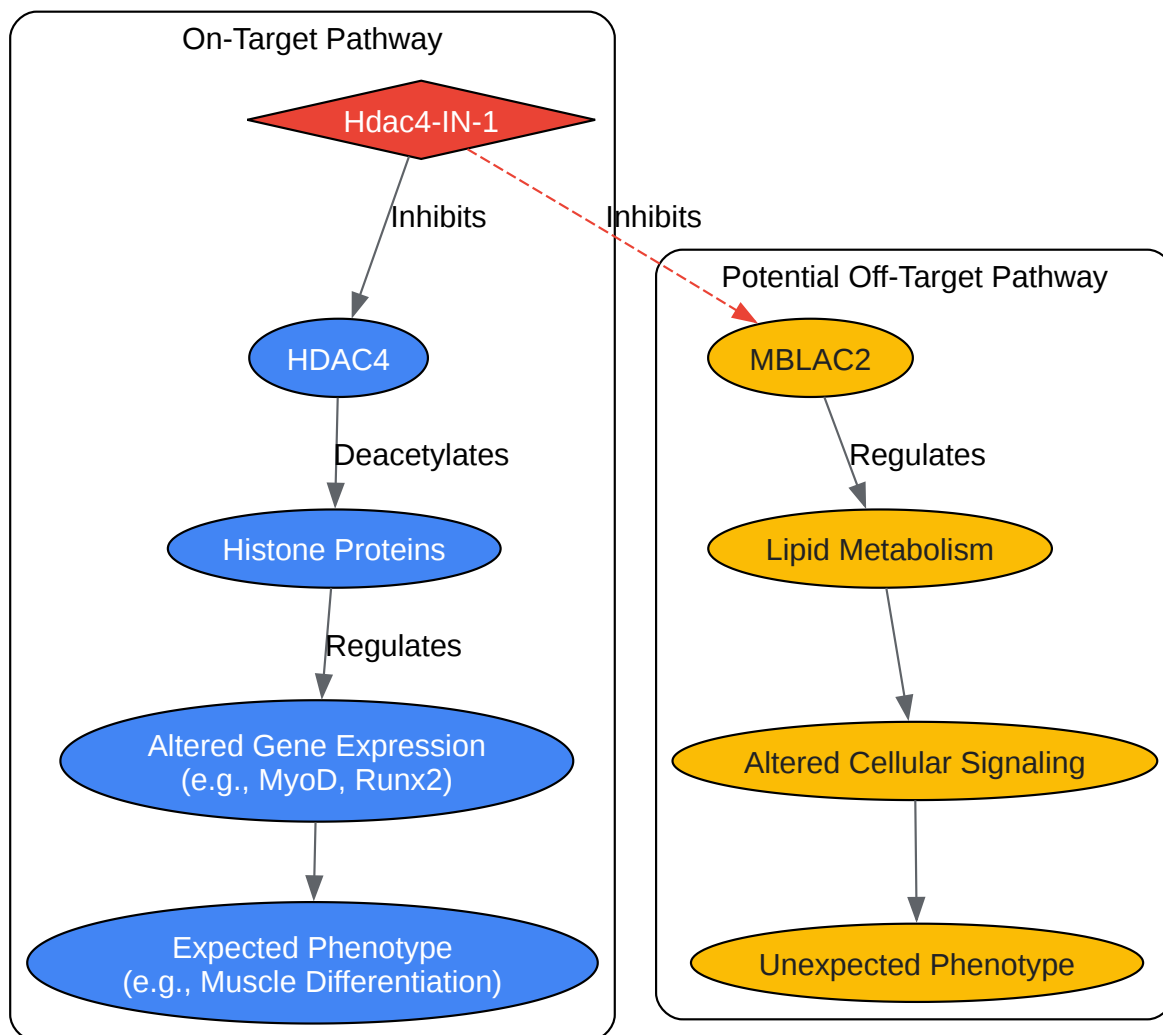 On-Target Pathway
Hdac4-IN-1
Inhibits
Inhibits
Potential Off-Target Pathway
HDAC4
MBLAC2
Deacetylates
Regulates
Histone Proteins
Lipid Metabolism
Regulates
Altered Gene Expression
(e.g., MyoD, Runx2)
Altered Cellular Signaling
Expected Phenotype
(e.g., Muscle Differentiation)
Unexpected Phenotype